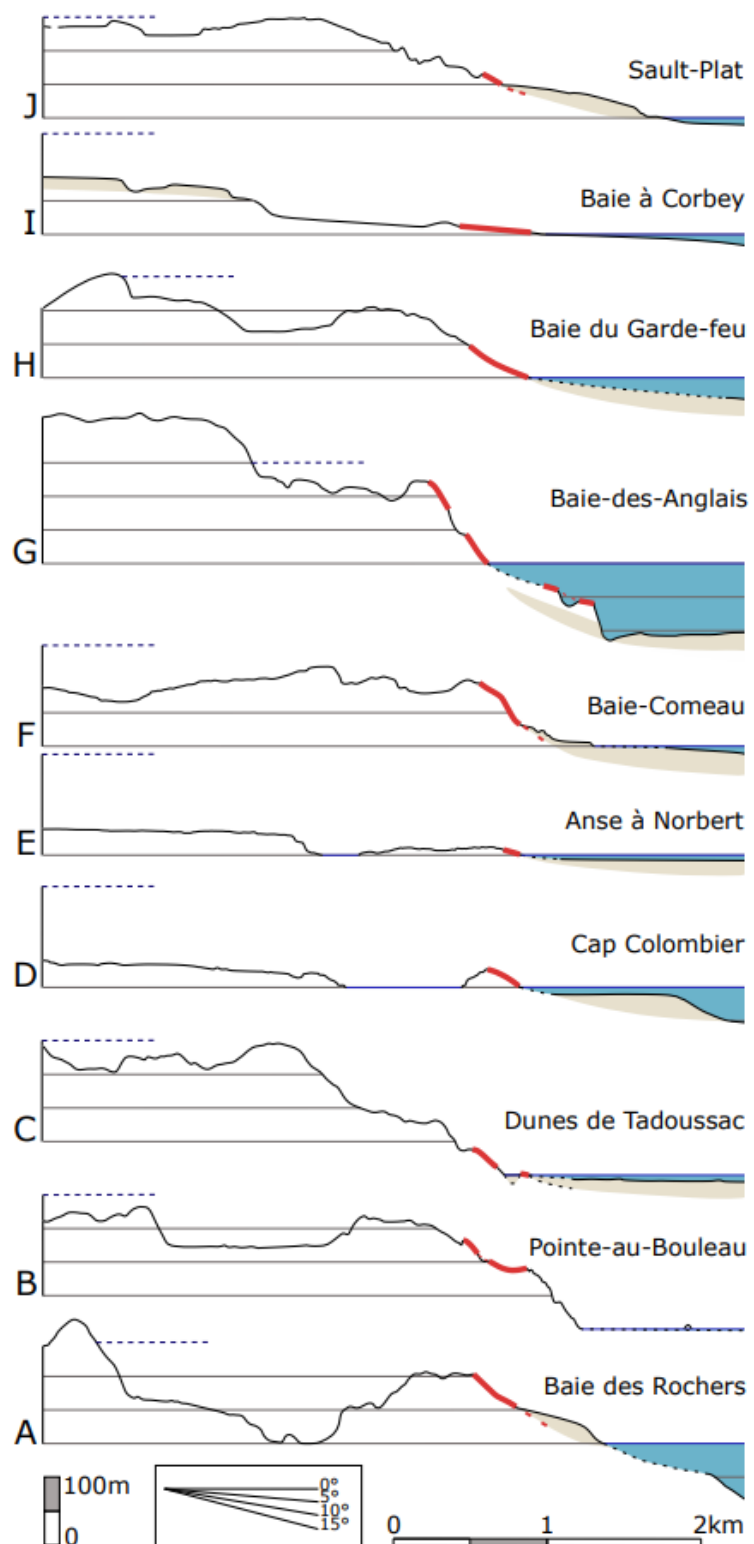 Sault-Plat
J
Baie à Corbey
I
Baie du Garde-feu
H
Baie-des-Anglais
G
Baie-Comeau
F
Anse à Norbert
E
Cap Colombier
D
Dunes de Tadoussac
C
Pointe-au-Bouleau
B
Baie des Rochers
A
100m
0
0°
5°
10°
15°
0 1 2km